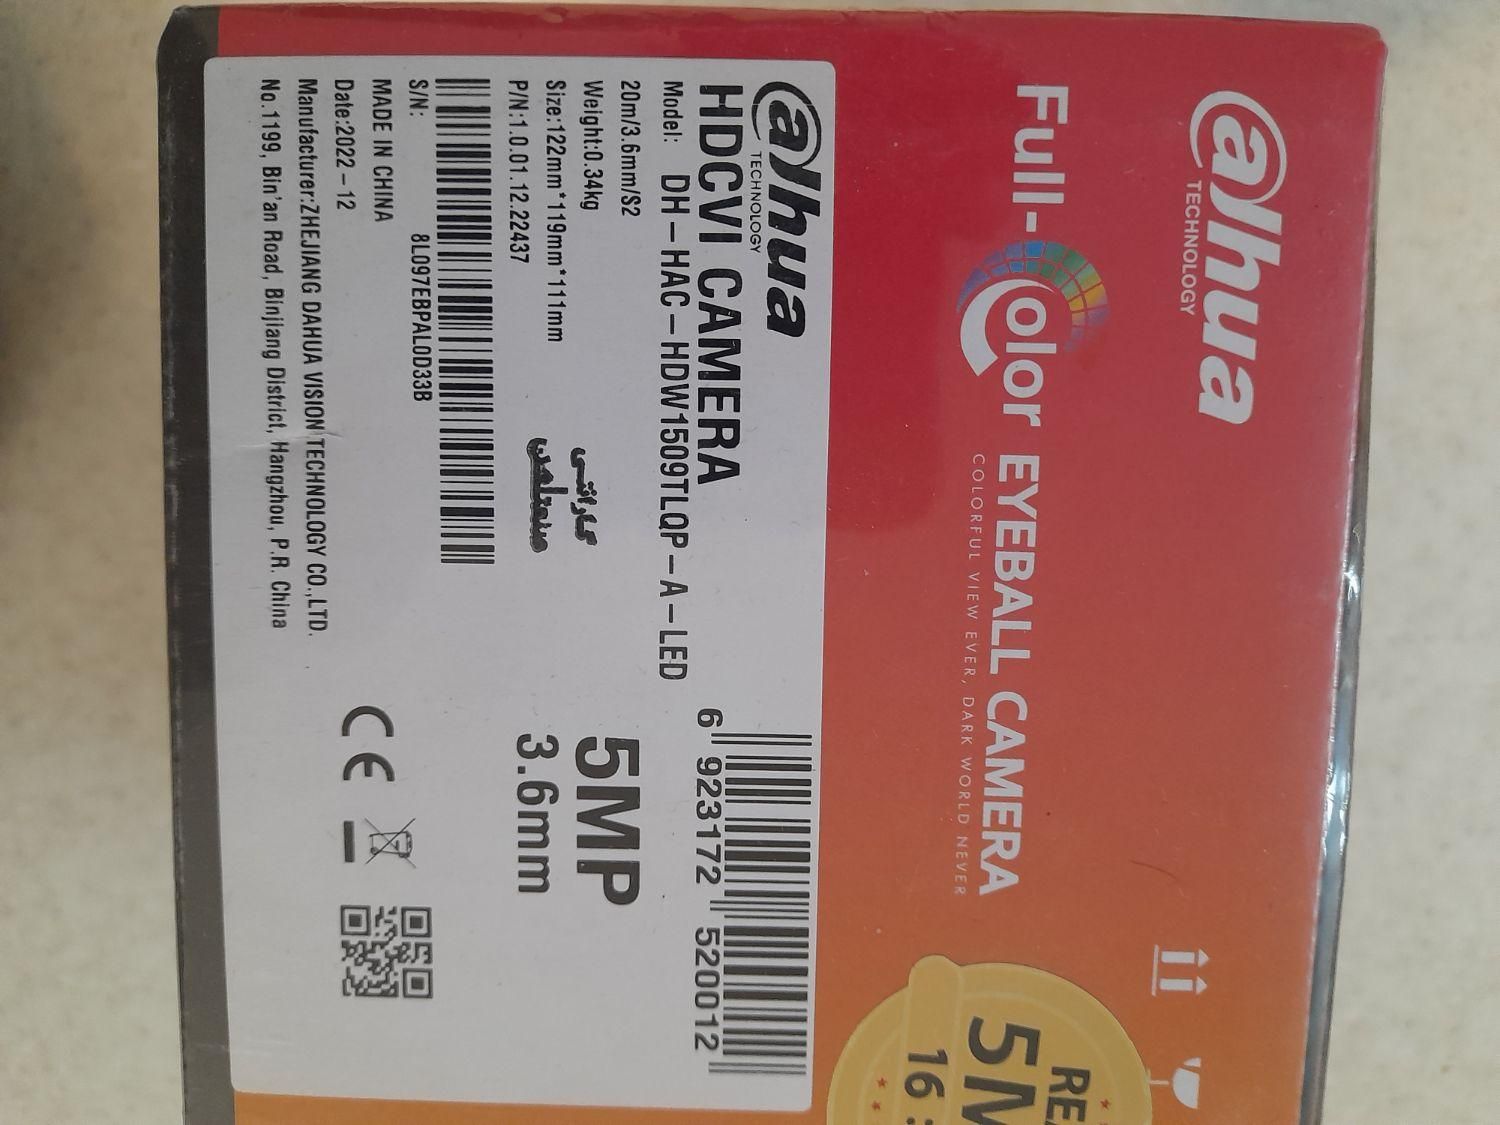 alhua
TECHNOLOGY
Full-Color EYEBALL CAMERA
COLORFUL VIEW EVER, DARK WORLD NEVER
5M
16:
alhua
TECHNOLOGY
HDCVI CAMERA
Model: DH-HAC-HDW1509TLQP-A-LED
20m/3.6mm/S2
Weight:0.34kg
Size:122mm*119mm*111mm
P/N:1.0.01.12.22437
S/N: 8L097EBPAL0D33B
MADE IN CHINA
Date:2022-12
Manufacturer:ZHEJIANG DAHUA VISION TECHNOLOGY CO.,LTD.
No.1199, Bin'an Road, Binjiang District, Hangzhou, P.R. China
6 923172 520012
5MP
3.6mm
CE